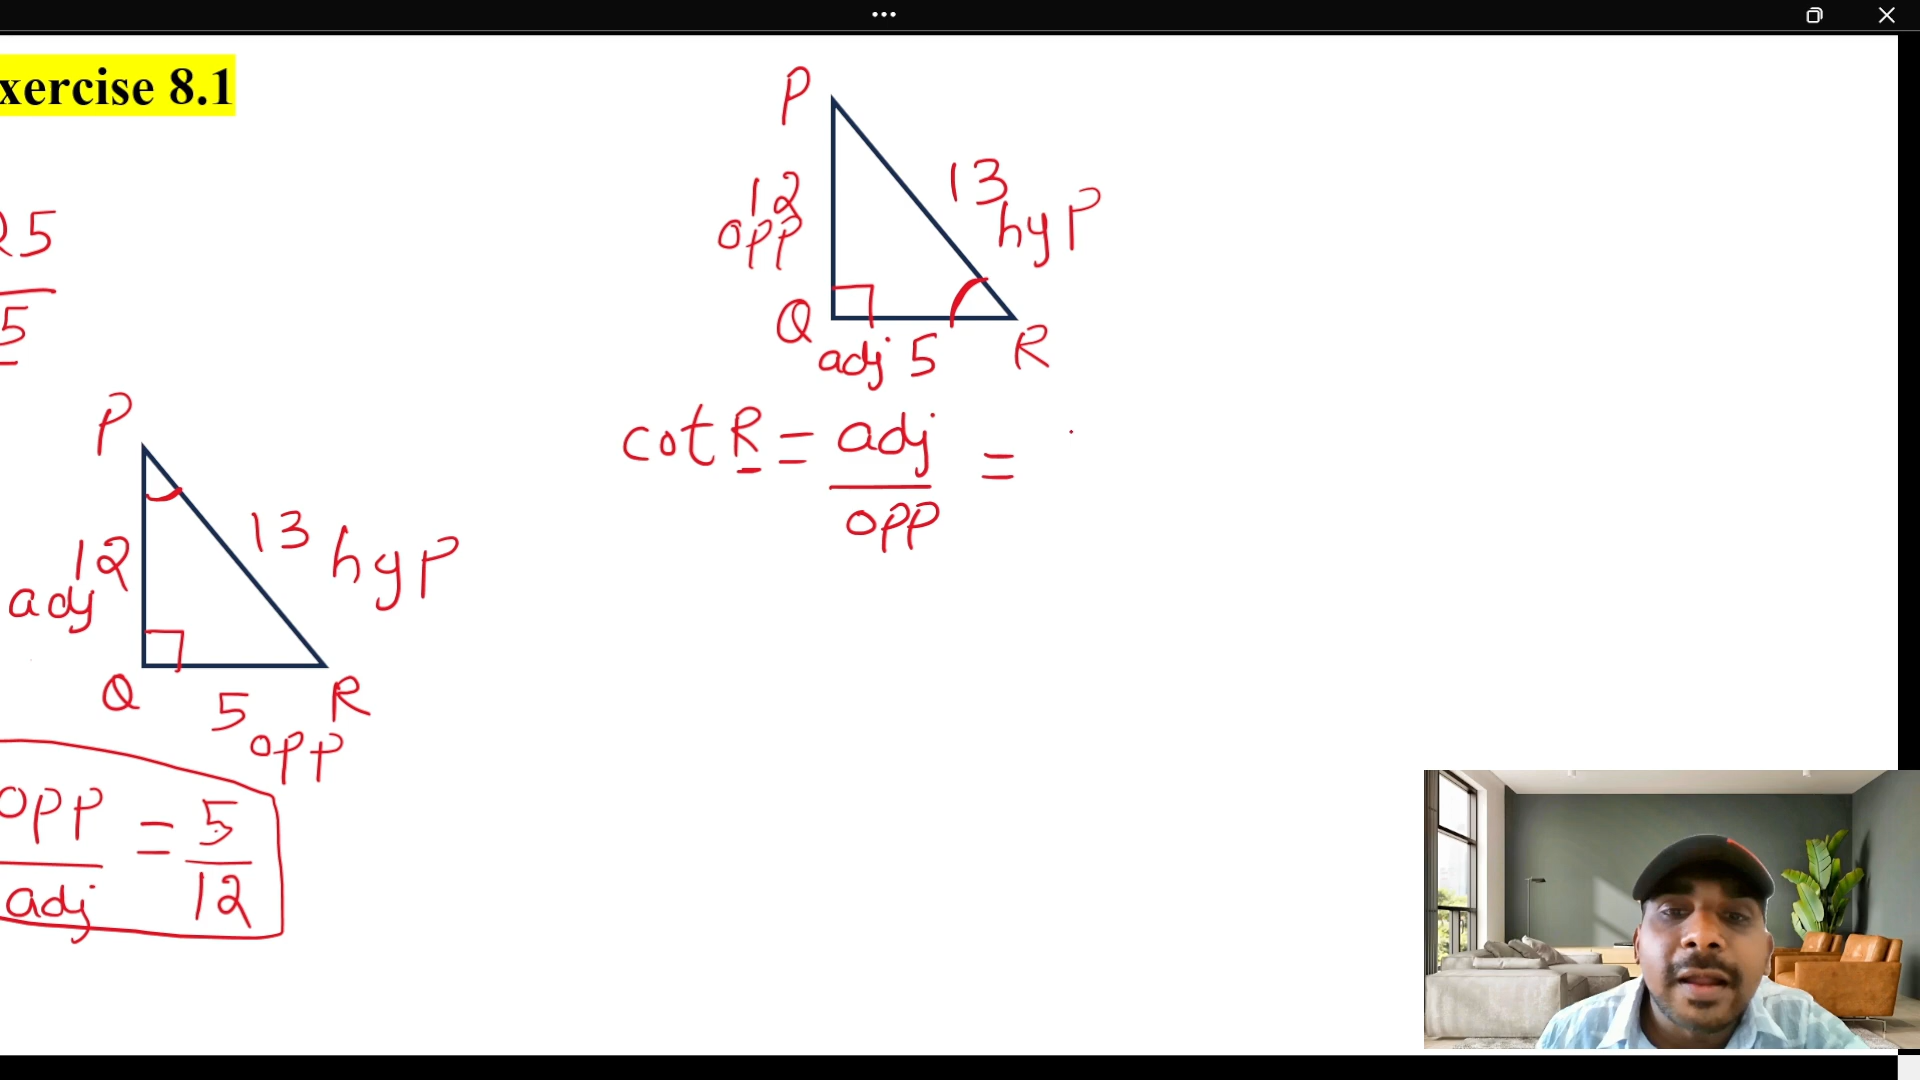 xercise 8.1
25
5
P
12
adj
13 hyp
Q
5
opp
R
opp = 5
adj 12
P
12
opp
13
hyp
Q
adj 5
R
cot R = adj =
opp